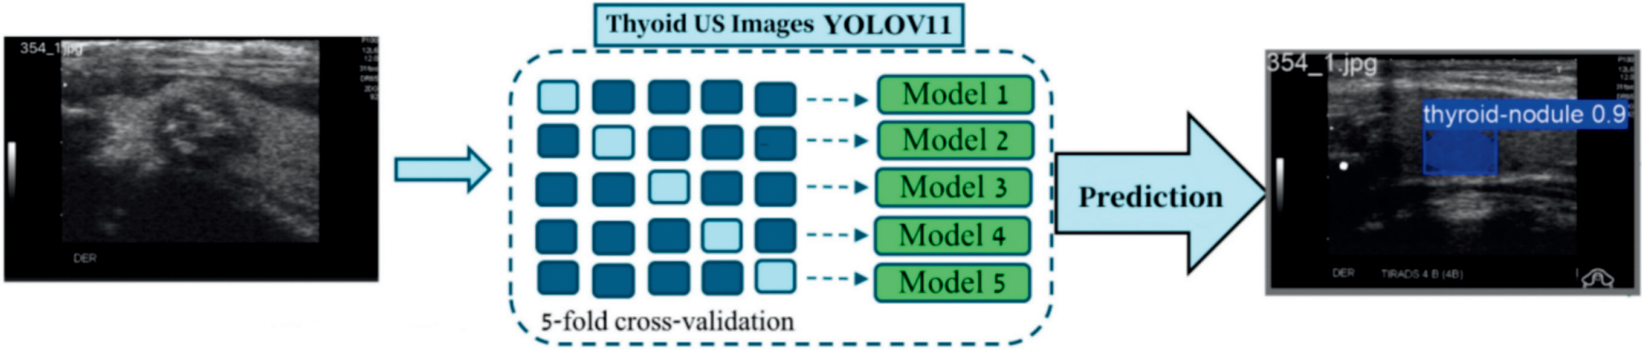 Thyoid US Images YOLOV11
354_1.jpg
DER
Model 1
Model 2
Model 3
Model 4
Model 5
5-fold cross-validation
Prediction
354_1.jpg
thyroid-nodule 0.9
DER TIRADS 4 B (4B)